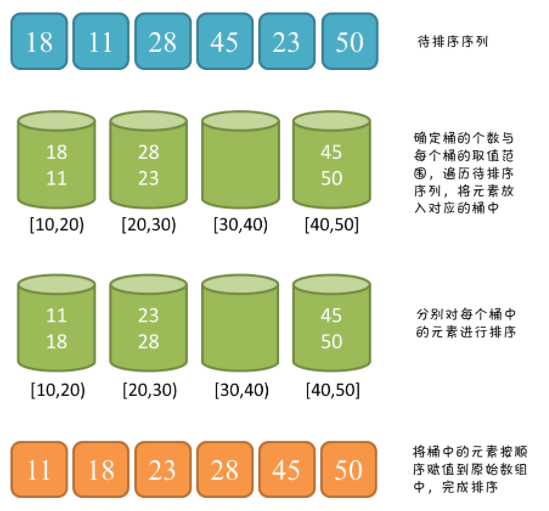 18 11 28 45 23 50
待排序序列
18 28 45
11 23 50
[10,20) [20,30) [30,40) [40,50]
确定桶的个数与
每个桶的取值范
围，遍历待排序
序列，将元素放
入对应的桶中
11 23 45
18 28 50
[10,20) [20,30) [30,40) [40,50]
分别对每个桶中
的元素进行排序
11 18 23 28 45 50
将桶中的元素按顺
序赋值到原始数组
中，完成排序